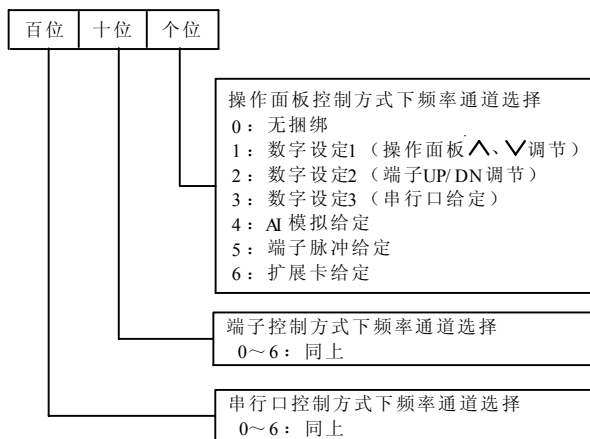 百位 十位 个位
操作面板控制方式下频率通道选择
0：无捆绑
1：数字设定1（操作面板∧、∨调节）
2：数字设定2（端子UP/DN调节）
3：数字设定3（串行口给定）
4：AI 模拟给定
5：端子脉冲给定
6：扩展卡给定
端子控制方式下频率通道选择
0～6：同上
串行口控制方式下频率通道选择
0～6：同上